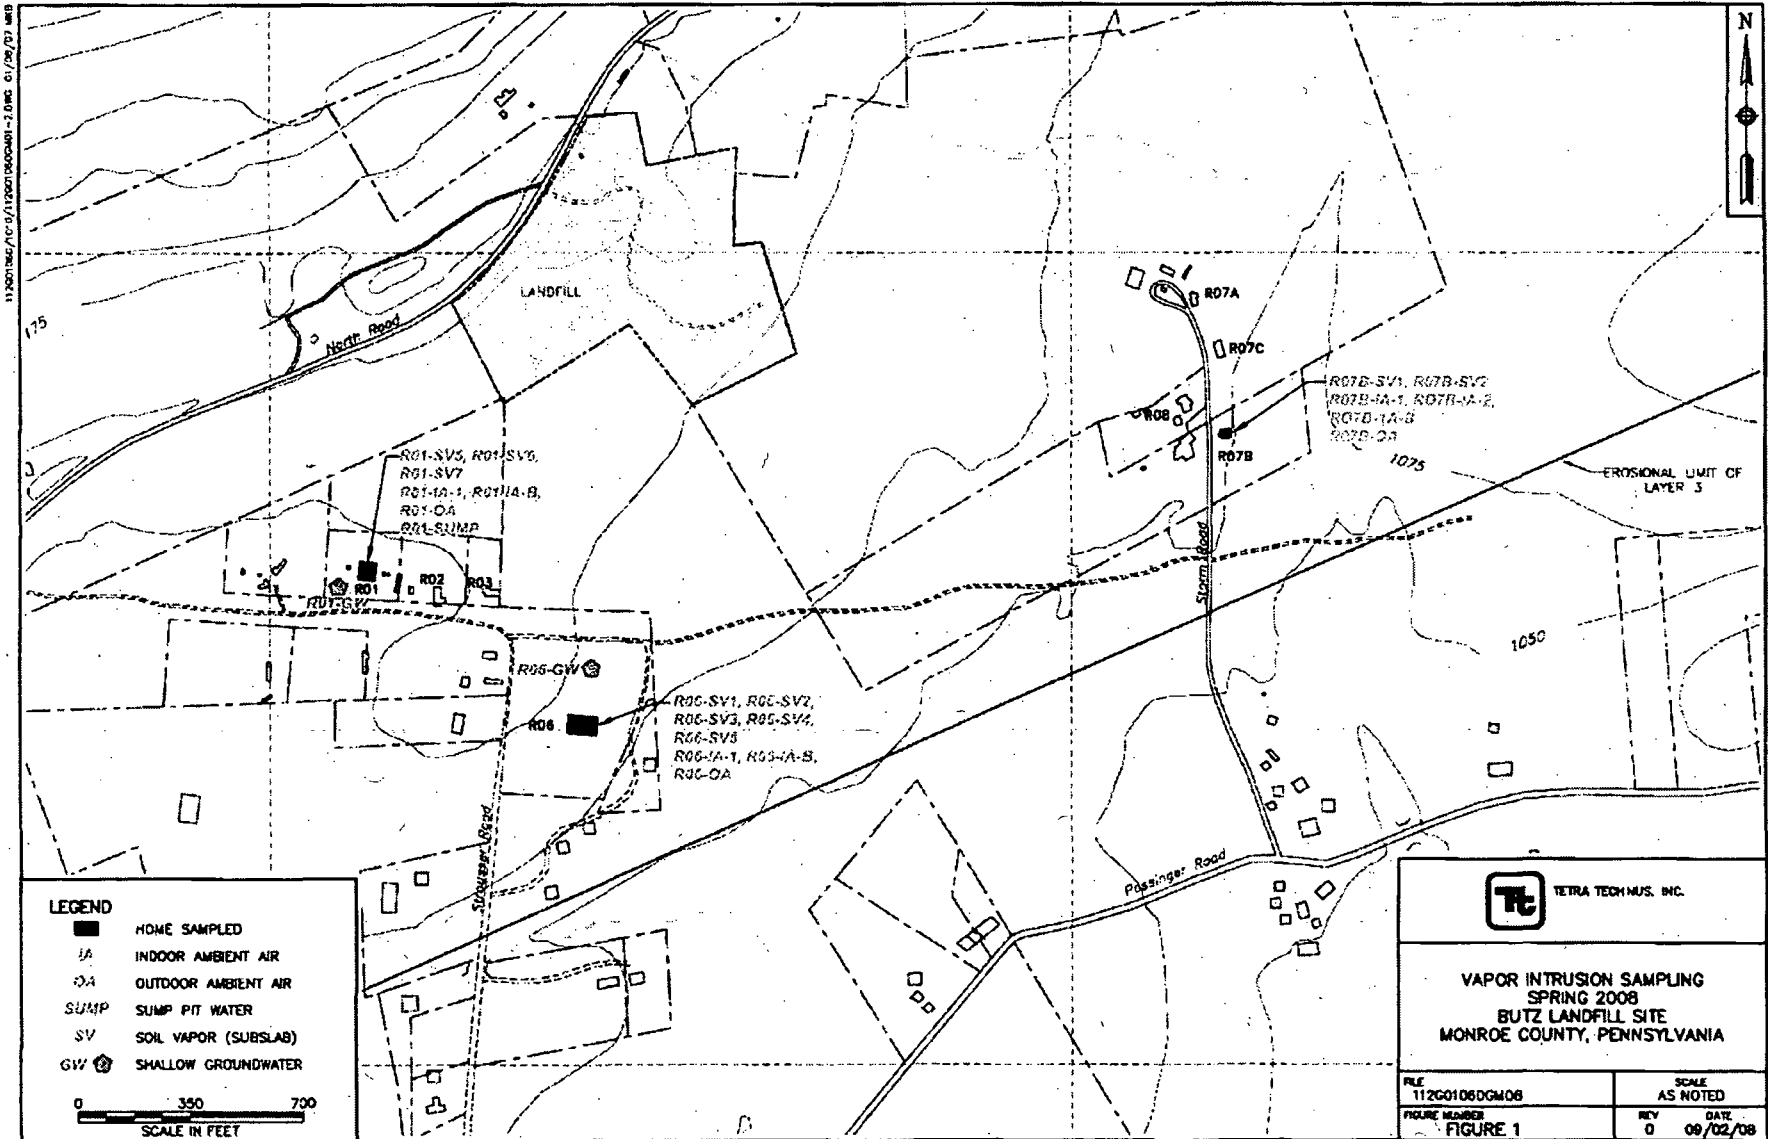 N
175
North Road
LANDFILL
R07A
R07C
R07B-SV1, R07B-SV2
R07B-IA-1, R07B-IA-2,
R07B-IA-B
R07B-OA
R08
R07B
1075
EROSIONAL LIMIT OF
LAYER 3
R01-SV5, R01-SV6,
R01-SV7
R01-IA-1, R01-IA-B,
R01-OA
R01-SUMP
R01
R02
R03
R01-GW
Storm Road
1050
R06-GW
R06
R06-SV1, R06-SV2,
R06-SV3, R06-SV4,
R06-SV5
R06-IA-1, R06-IA-B,
R06-OA
Strouser Road
Possinger Road
LEGEND
HOME SAMPLED
IA INDOOR AMBIENT AIR
OA OUTDOOR AMBIENT AIR
SUMP SUMP PIT WATER
SV SOIL VAPOR (SUBSLAB)
GW SHALLOW GROUNDWATER
0 350 700
SCALE IN FEET
TETRA TECH NUS, INC.
VAPOR INTRUSION SAMPLING
SPRING 2008
BUTZ LANDFILL SITE
MONROE COUNTY, PENNSYLVANIA
FILE
112G01060GM06
SCALE
AS NOTED
FIGURE NUMBER
FIGURE 1
REV
0
DATE
09/02/08